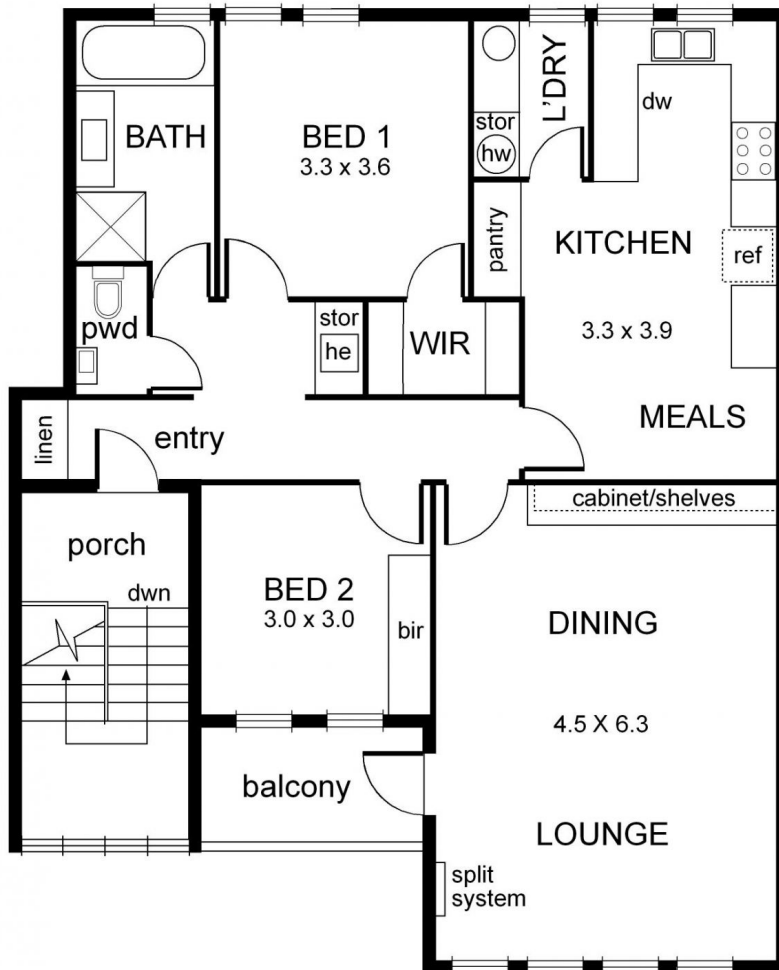 BATH
BED 1
3.3 x 3.6
L'DRY
stor
hw
dw
pantry
KITCHEN
ref
3.3 x 3.9
MEALS
pwd
stor
he
WIR
linen
entry
cabinet/shelves
porch
dwn
BED 2
3.0 x 3.0
bir
DINING
4.5 X 6.3
balcony
LOUNGE
split
system